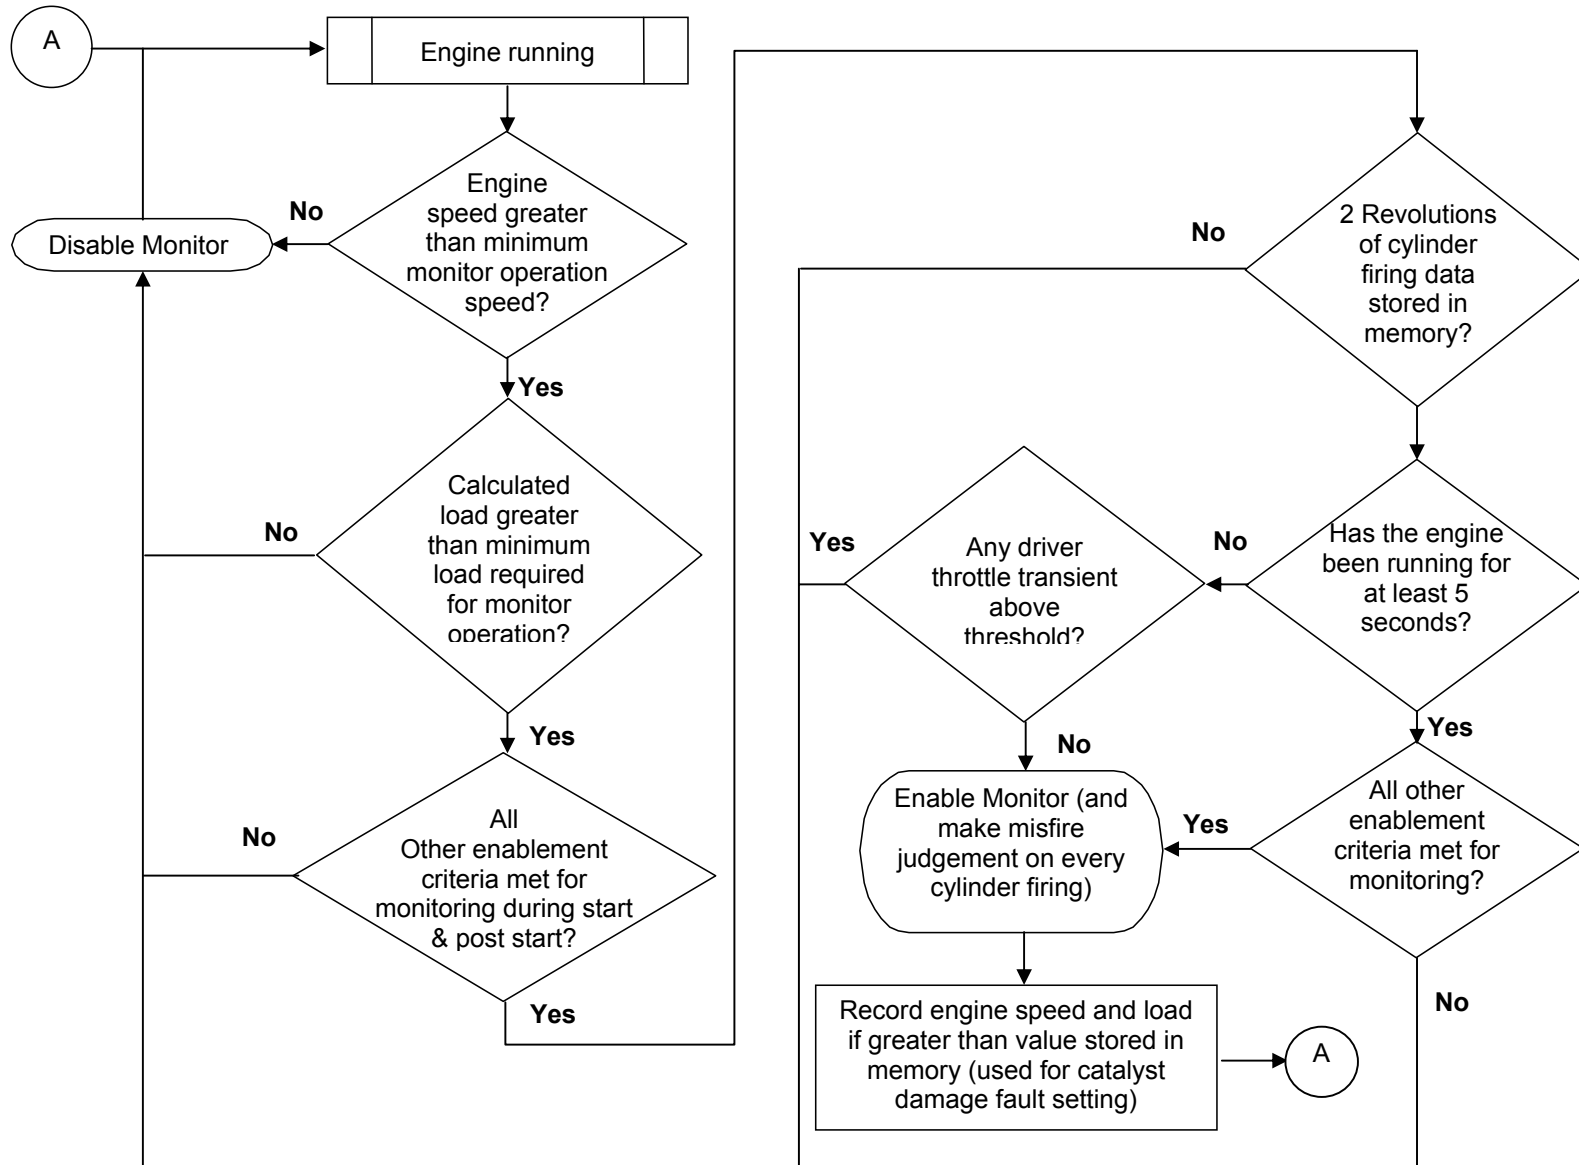 A
Engine running
Engine
speed greater
than minimum
monitor operation
speed?
No
Disable Monitor
Yes
Calculated
load greater
than minimum
load required
for monitor
operation?
No
Yes
All
Other enablement
criteria met for
monitoring during start
& post start?
No
Yes
2 Revolutions
of cylinder
firing data
stored in
memory?
No
Has the engine
been running for
at least 5
seconds?
No
Yes
Any driver
throttle transient
above
threshold?
Yes
No
All other
enablement
criteria met for
monitoring?
Yes
No
Enable Monitor (and
make misfire
judgement on every
cylinder firing)
Record engine speed and load
if greater than value stored in
memory (used for catalyst
damage fault setting)
A